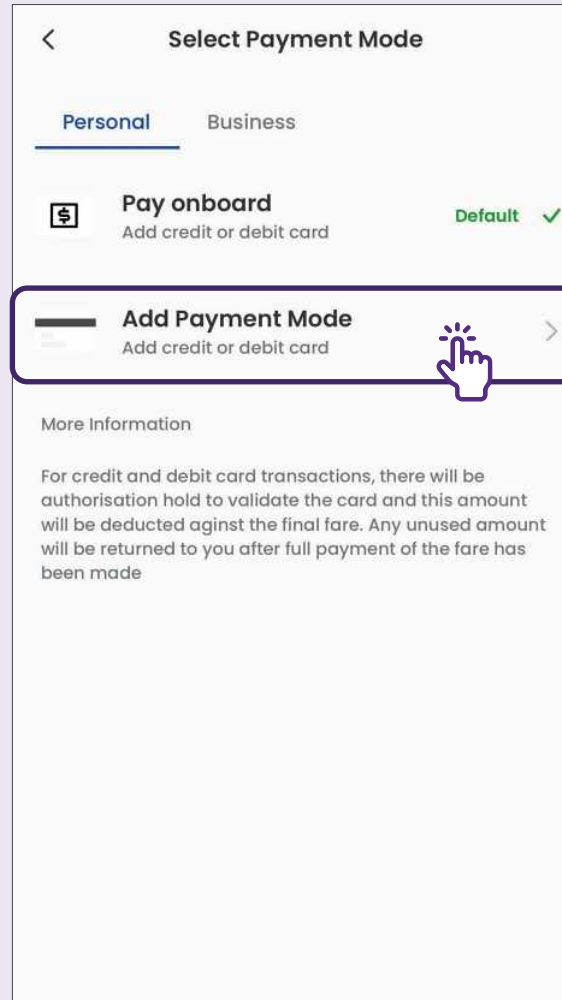 Select Payment Mode
Personal Business
Pay onboard
Default
Add credit or debit card
Add Payment Mode
Add credit or debit card
More Information
For credit and debit card transactions, there will be
authorisation hold to validate the card and this amount
will be deducted aginst the final fare. Any unused amount
will be returned to you after full payment of the fare has
been made